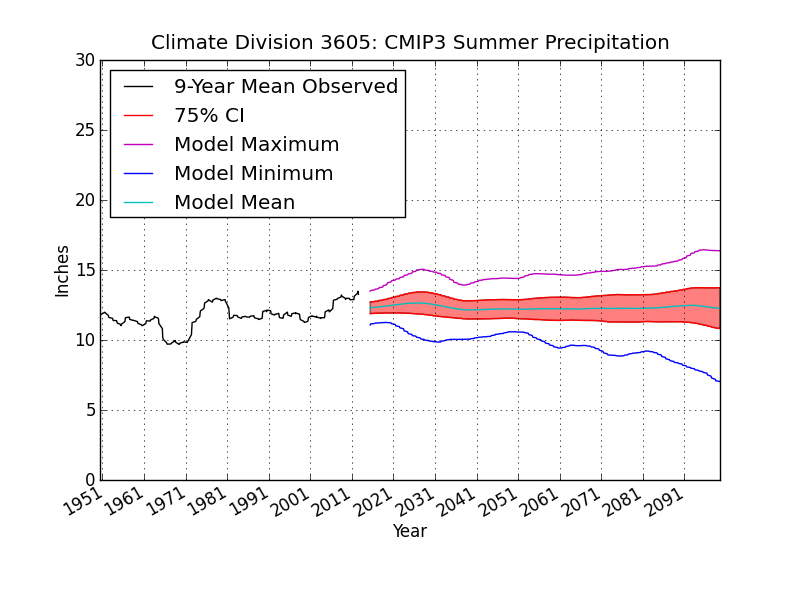 Climate Division 3605: CMIP3 Summer Precipitation
30
25
20
15
10
5
0
Inches
9-Year Mean Observed
75% CI
Model Maximum
Model Minimum
Model Mean
1951 1961 1971 1981 1991 2001 2011 2021 2031 2041 2051 2061 2071 2081 2091
Year